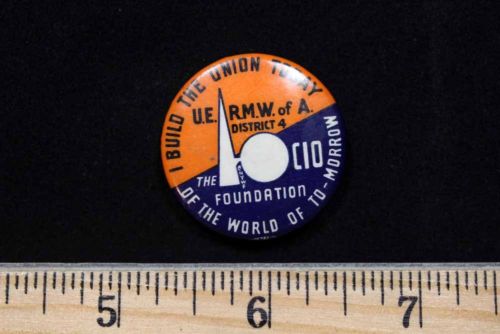 I BUILD THE UNION TODAY
U.E. R.M.W. of A.
DISTRICT 4
CIO
THE
FOUNDATION
OF THE WORLD OF TO-MORROW
5 6 7